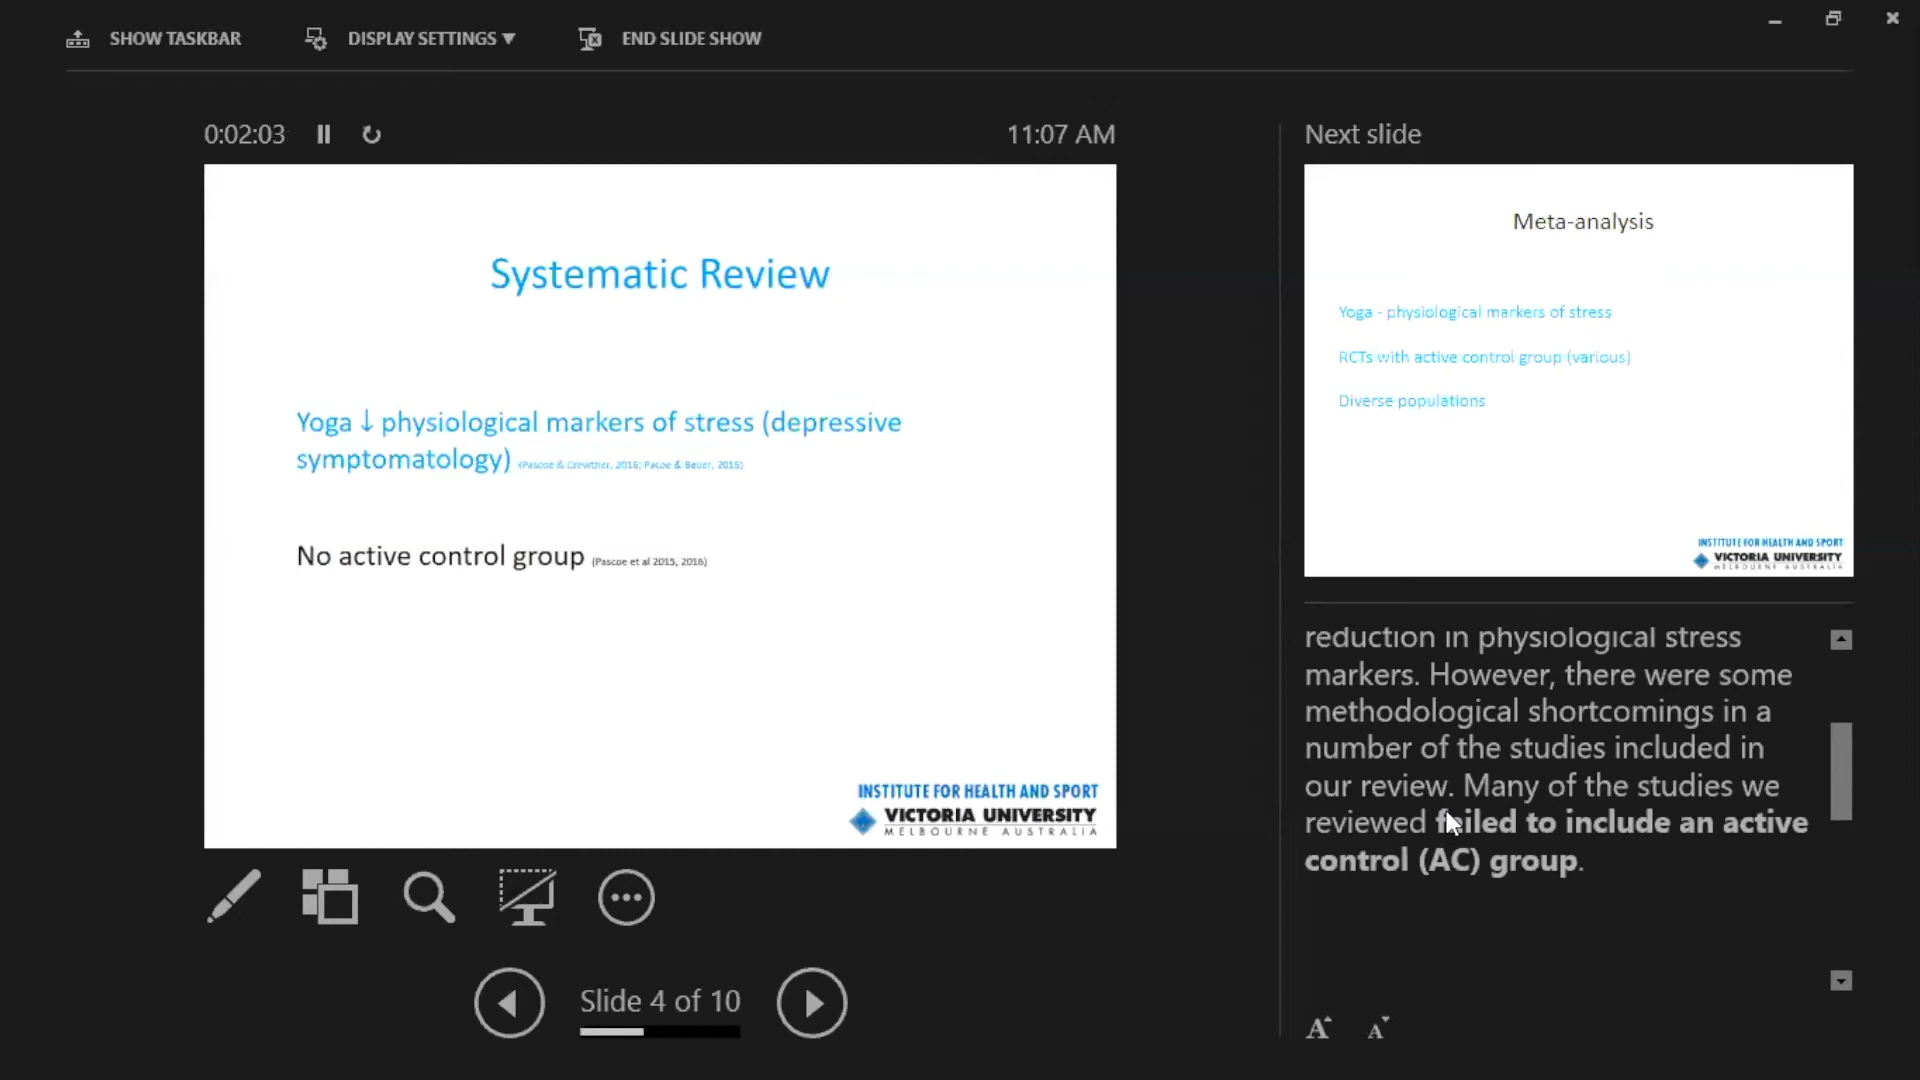 SHOW TASKBAR
DISPLAY SETTINGS ▼
END SLIDE SHOW
0:02:03
11:07 AM
Systematic Review
Yoga ↓ physiological markers of stress (depressive
symptomatology) (Pascoe & Crewther, 2016; Pacoe & Bauer, 2015)
No active control group (Pascoe et al 2015, 2016)
INSTITUTE FOR HEALTH AND SPORT
VICTORIA UNIVERSITY
MELBOURNE AUSTRALIA
Slide 4 of 10
Next slide
Meta-analysis
Yoga - physiological markers of stress
RCTs with active control group (various)
Diverse populations
INSTITUTE FOR HEALTH AND SPORT
VICTORIA UNIVERSITY
MELBOURNE AUSTRALIA
reduction in physiological stress
markers. However, there were some
methodological shortcomings in a
number of the studies included in
our review. Many of the studies we
reviewed failed to include an active
control (AC) group.
A A